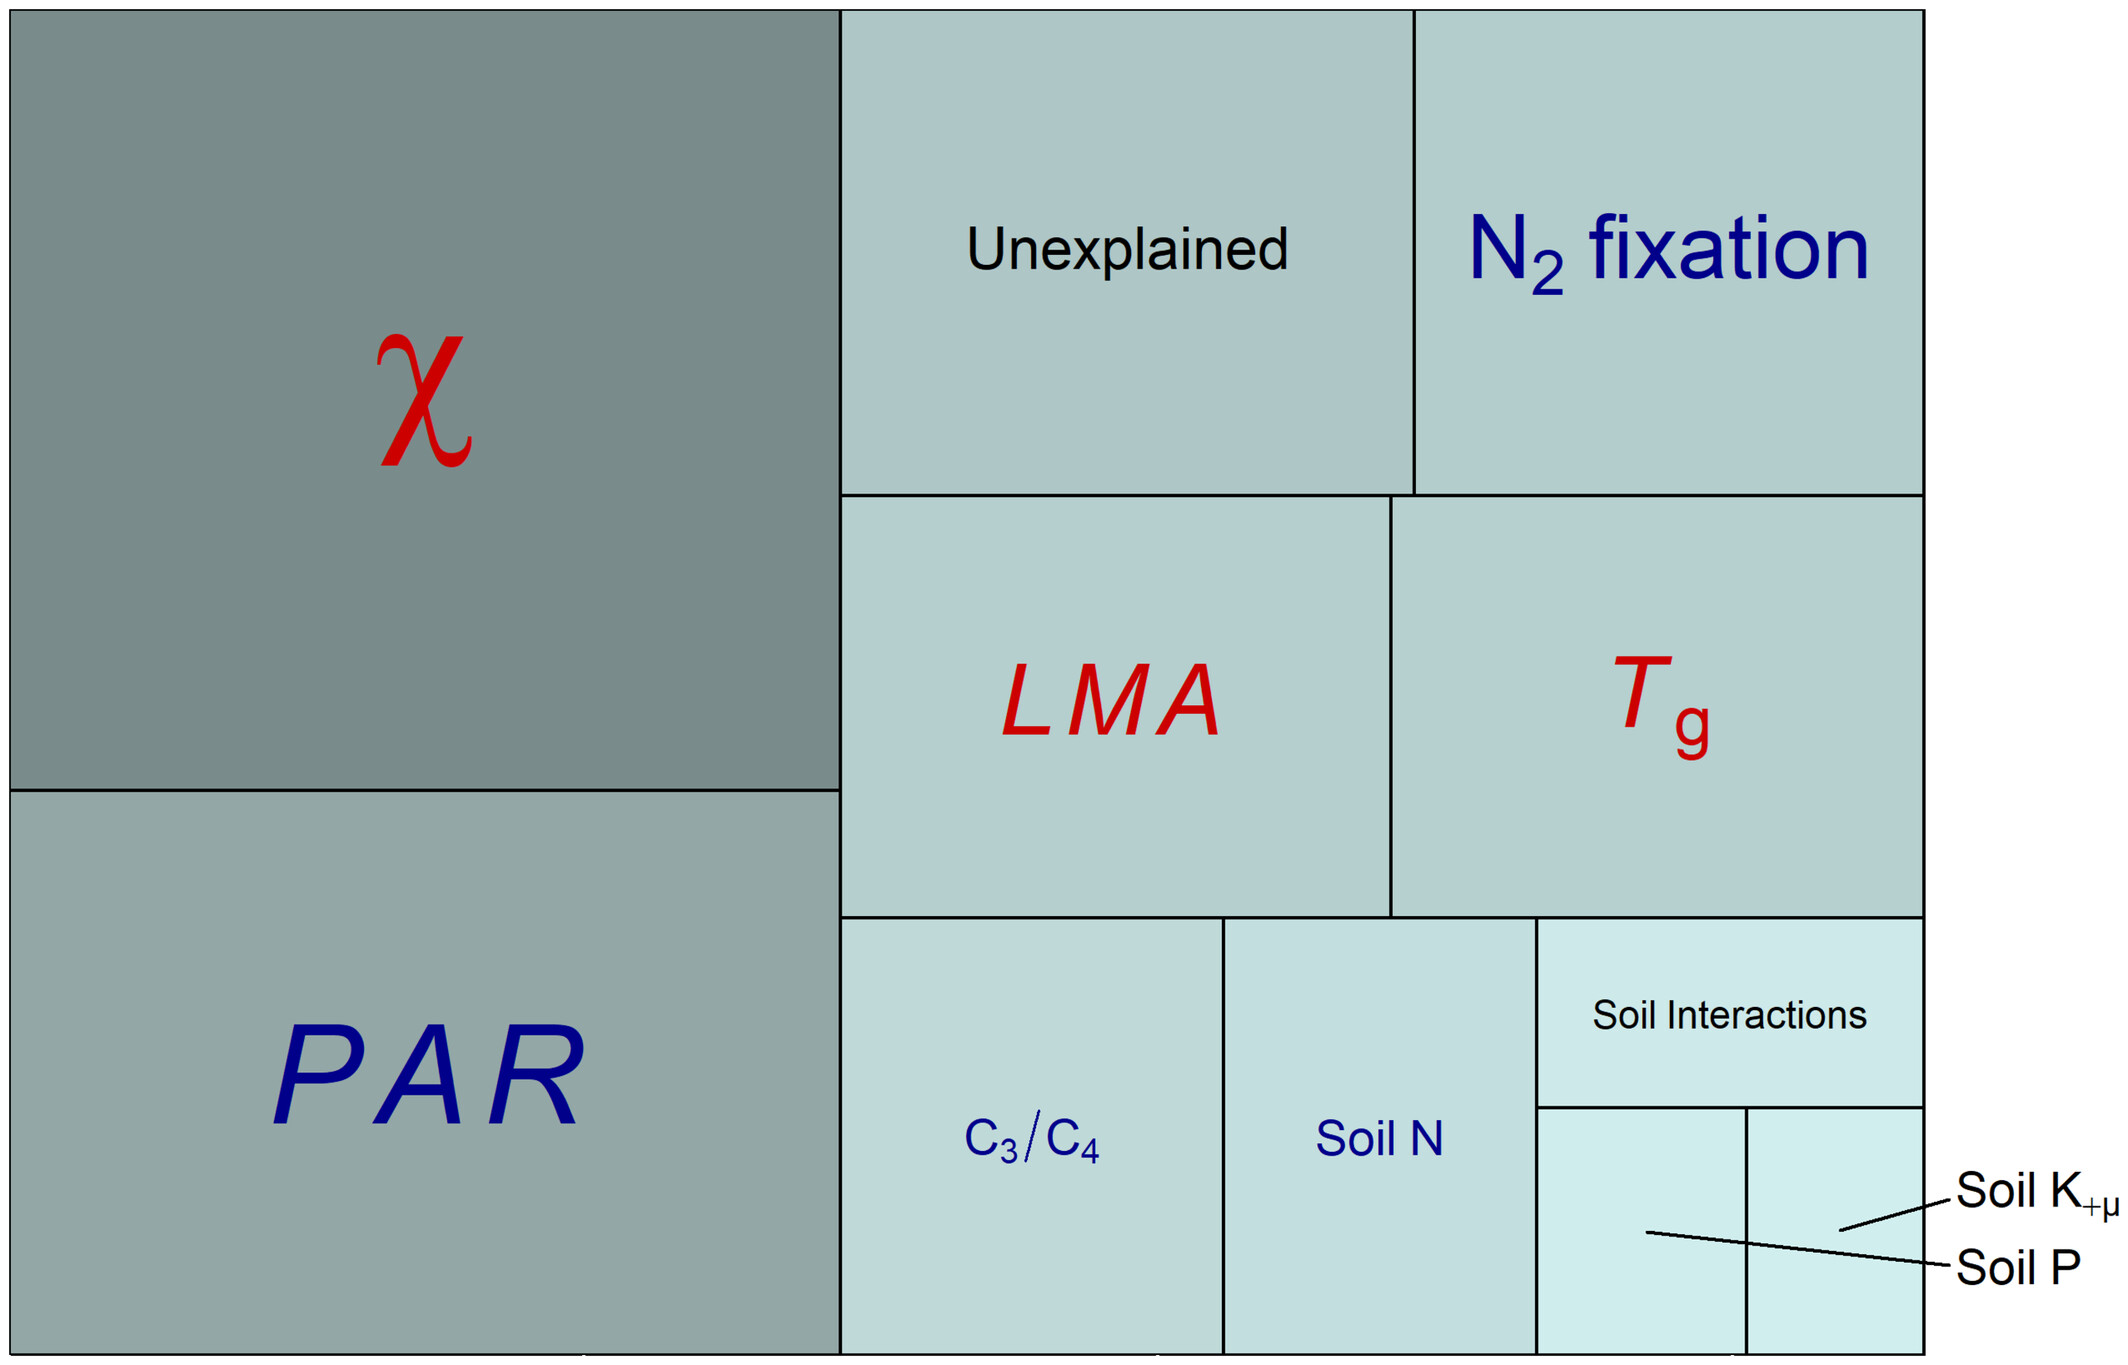 χ
Unexplained
N₂ fixation
LMA
Tg
PAR
C₃/C₄
Soil N
Soil Interactions
Soil K₊μ
Soil P